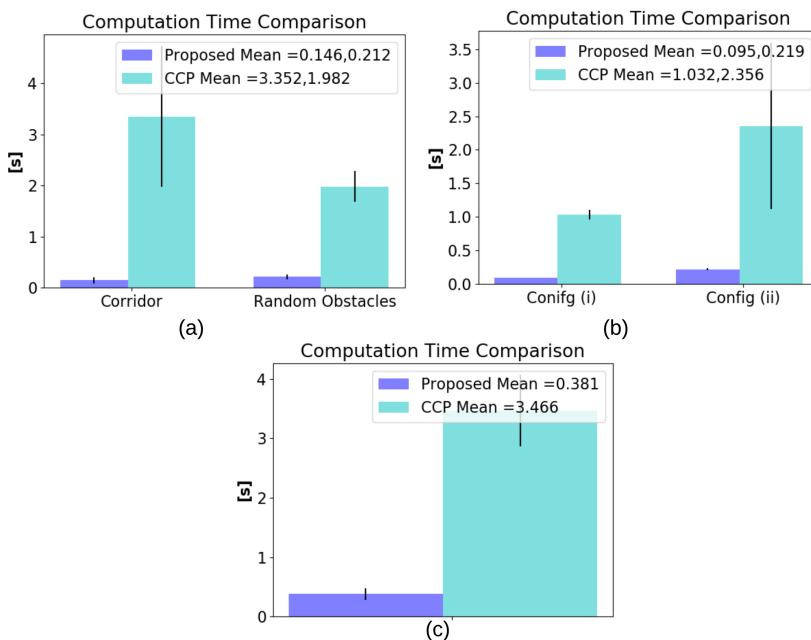 Computation Time Comparison
Proposed Mean =0.146,0.212
CCP Mean =3.352,1.982
[s]
4
3
2
1
0
Corridor
Random Obstacles
(a)
Computation Time Comparison
Proposed Mean =0.095,0.219
CCP Mean =1.032,2.356
[s]
3.5
3.0
2.5
2.0
1.5
1.0
0.5
0.0
Conifg (i)
Config (ii)
(b)
Computation Time Comparison
Proposed Mean =0.381
CCP Mean =3.466
[s]
4
3
2
1
0
(c)